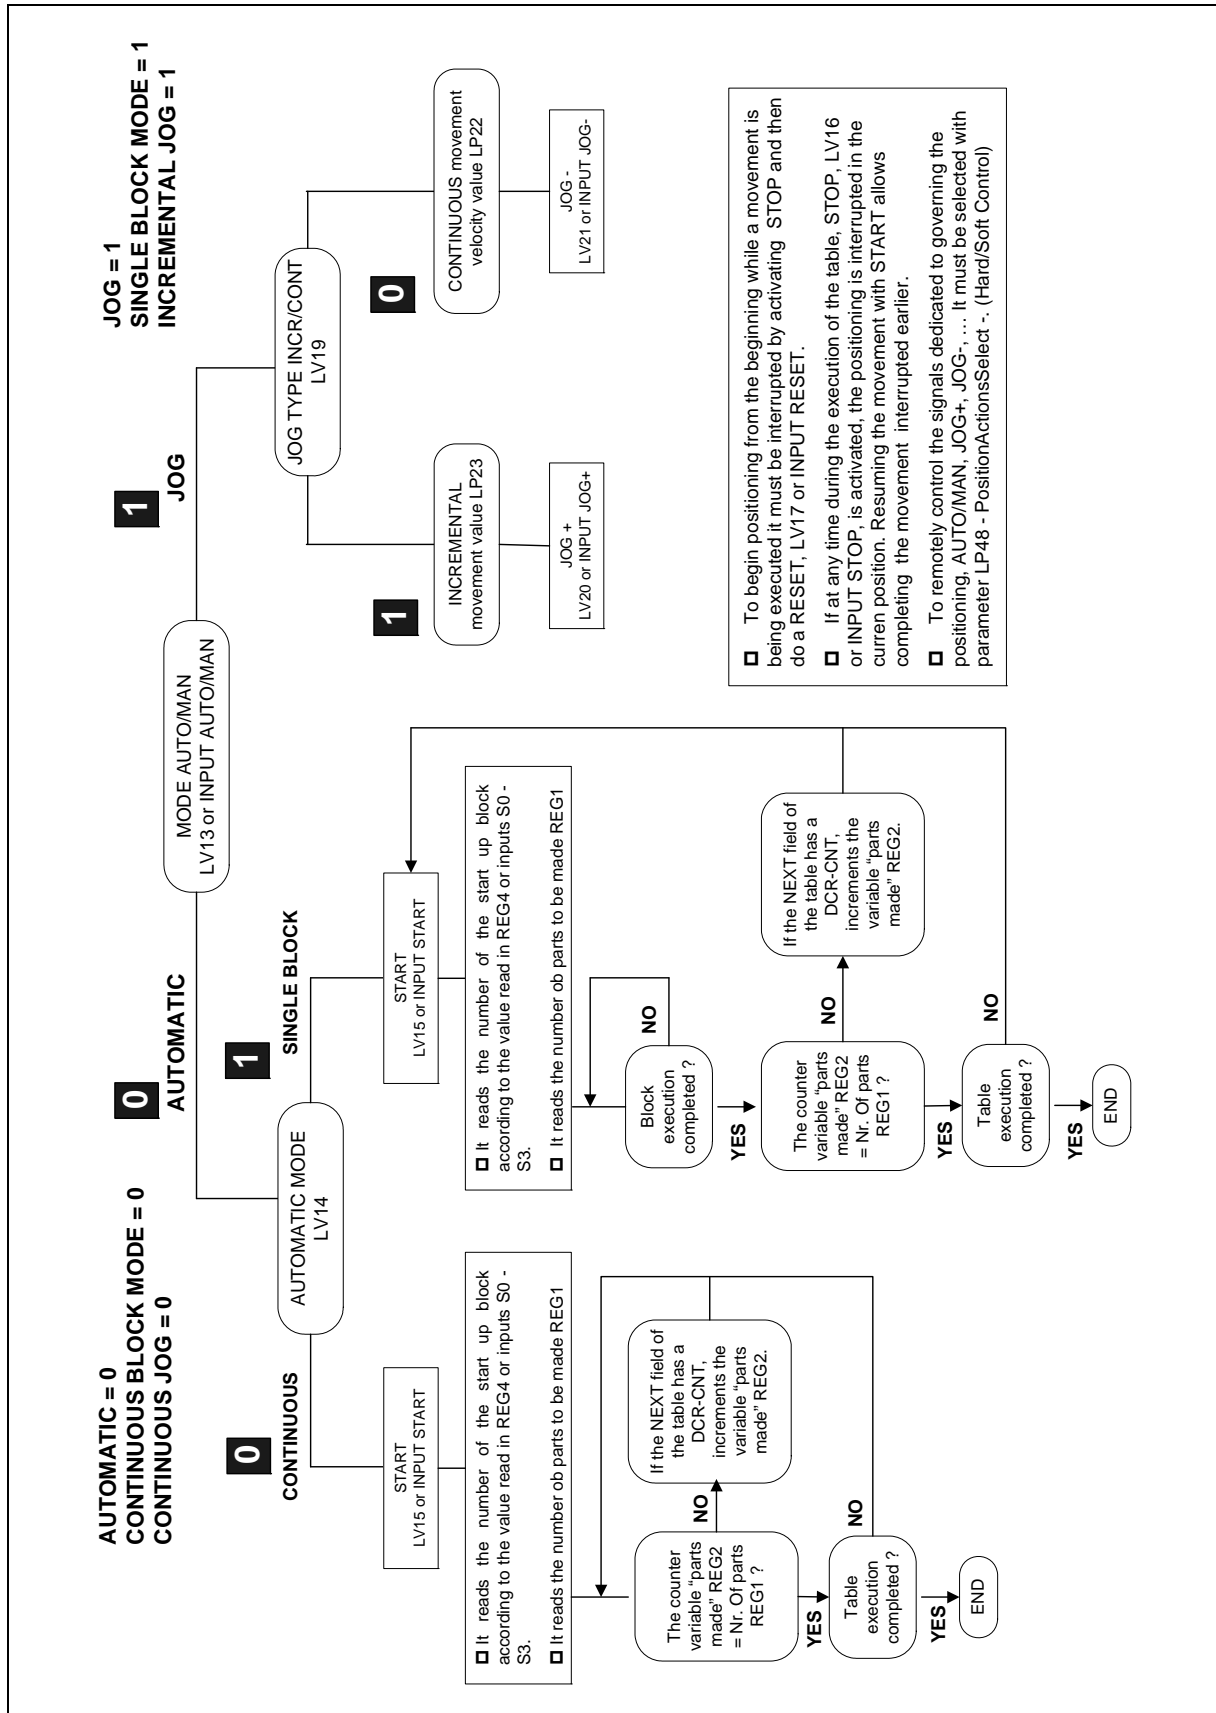 AUTOMATIC = 0
CONTINUOUS BLOCK MODE = 0
CONTINUOUS JOG = 0
JOG = 1
SINGLE BLOCK MODE = 1
INCREMENTAL JOG = 1
MODE AUTO/MAN
LV13 or INPUT AUTO/MAN
0
AUTOMATIC
1
JOG
AUTOMATIC MODE
LV14
JOG TYPE INCR/CONT
LV19
0
CONTINUOUS
1
SINGLE BLOCK
1
INCREMENTAL
movement value LP23
0
CONTINUOUS movement
velocity value LP22
JOG +
LV20 or INPUT JOG+
JOG -
LV21 or INPUT JOG-
START
LV15 or INPUT START
It reads the number of the start up block
according to the value read in REG4 or inputs S0 -
S3.
It reads the number ob parts to be made REG1
The counter
variable “parts
made” REG2
= Nr. Of parts
REG1 ?
NO
If the NEXT field of
the table has a
DCR-CNT,
increments the
variable “parts
made” REG2.
YES
Table
execution
completed ?
NO
YES
END
START
LV15 or INPUT START
It reads the number of the start up block
according to the value read in REG4 or inputs S0 -
S3.
It reads the number ob parts to be made REG1
Block
execution
completed ?
NO
YES
The counter
variable “parts
made” REG2
= Nr. Of parts
REG1 ?
NO
If the NEXT field of
the table has a
DCR-CNT,
increments the
variable “parts
made” REG2.
YES
Table
execution
completed ?
NO
YES
END
To begin positioning from the beginning while a movement is
being executed it must be interrupted by activating STOP and then
do a RESET, LV17 or INPUT RESET.
If at any time during the execution of the table, STOP, LV16
or INPUT STOP, is activated, the positioning is interrupted in the
curren position. Resuming the movement with START allows
completing the movement interrupted earlier.
To remotely control the signals dedicated to governing the
positioning, AUTO/MAN, JOG+, JOG-, … It must be selected with
parameter LP48 - PositionActionsSelect -. (Hard/Soft Control)